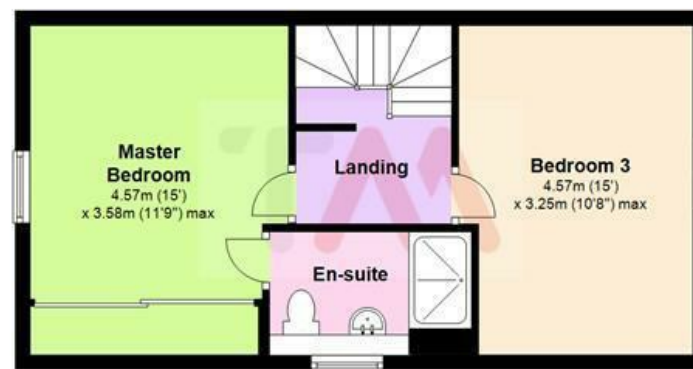 Master
Bedroom
4.57m (15')
x 3.58m (11'9") max
Landing
Bedroom 3
4.57m (15')
x 3.25m (10'8") max
En-suite
TM